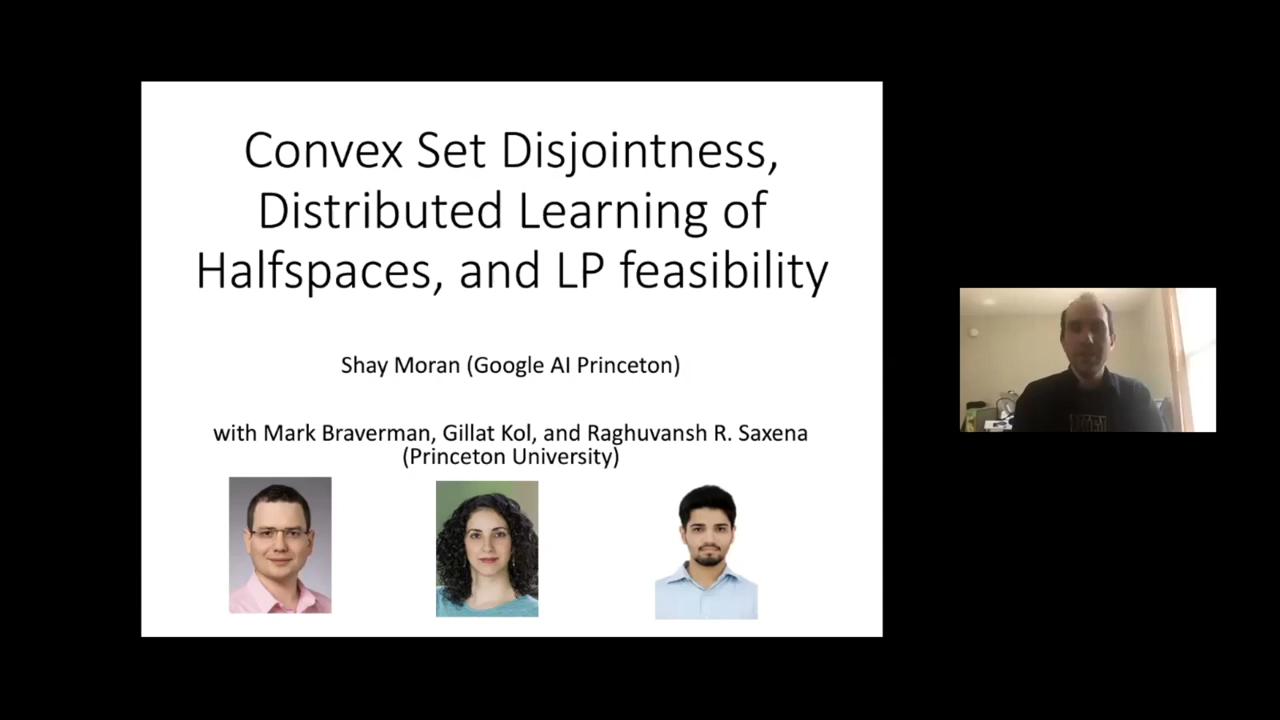 Convex Set Disjointness,
Distributed Learning of
Halfspaces, and LP feasibility
Shay Moran (Google AI Princeton)
with Mark Braverman, Gillat Kol, and Raghuvansh R. Saxena
(Princeton University)